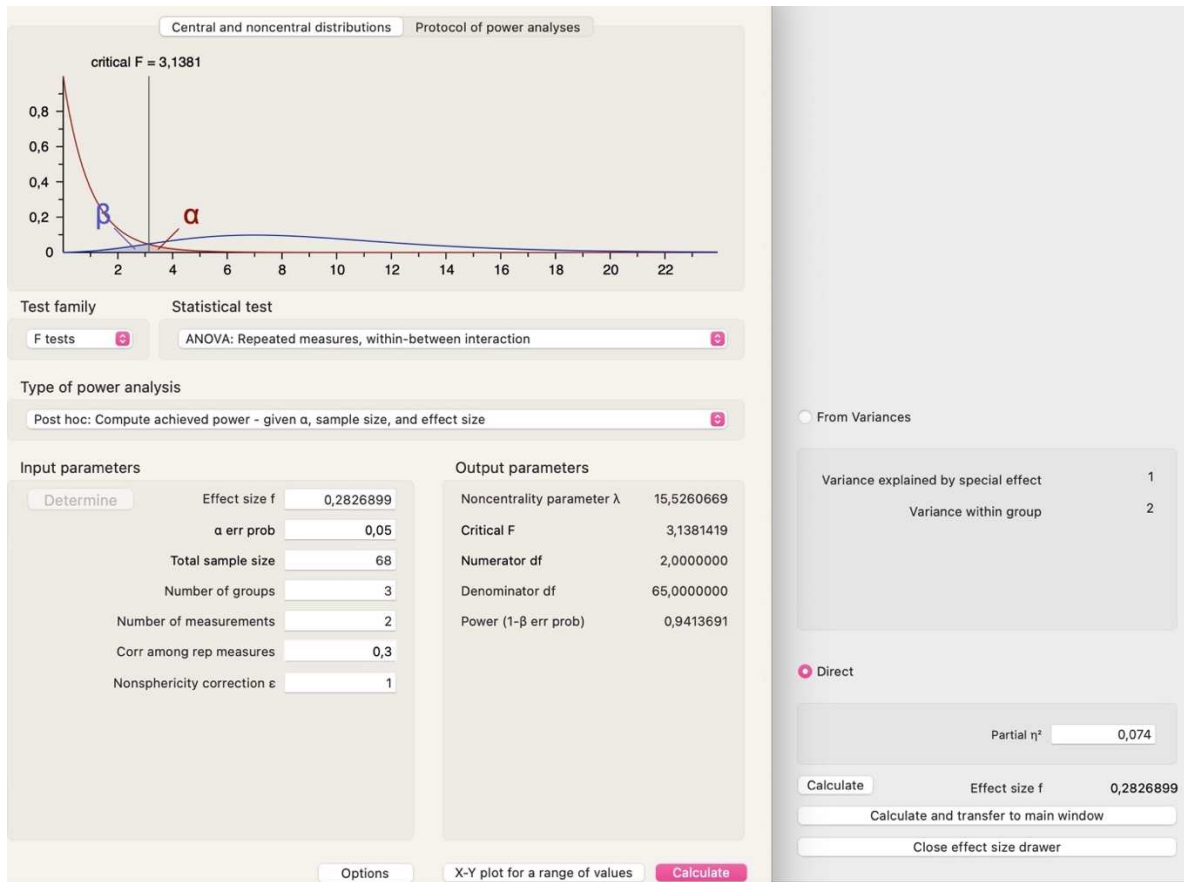 Central and noncentral distributions Protocol of power analyses
critical F = 3,1381
0,8
0,6
0,4
0,2
0
β α
2 4 6 8 10 12 14 16 18 20 22
Test family Statistical test
F tests ANOVA: Repeated measures, within-between interaction
Type of power analysis
Post hoc: Compute achieved power - given α, sample size, and effect size
Input parameters
Determine Effect size f 0,2826899
α err prob 0,05
Total sample size 68
Number of groups 3
Number of measurements 2
Corr among rep measures 0,3
Nonsphericity correction ε 1
Output parameters
Noncentrality parameter λ 15,5260669
Critical F 3,1381419
Numerator df 2,0000000
Denominator df 65,0000000
Power (1-β err prob) 0,9413691
Options X-Y plot for a range of values Calculate
From Variances
Variance explained by special effect 1
Variance within group 2
Direct
Partial η² 0,074
Calculate Effect size f 0,2826899
Calculate and transfer to main window
Close effect size drawer